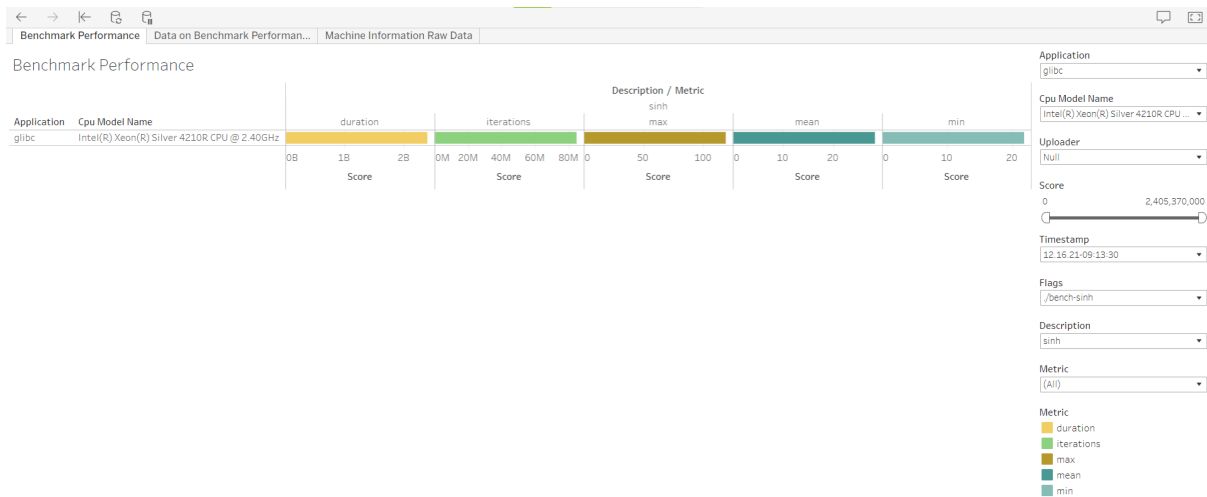 Benchmark Performance Data on Benchmark Performan... Machine Information Raw Data
Benchmark Performance
Description / Metric
sinh
Application Cpu Model Name duration iterations max mean min
glibc Intel(R) Xeon(R) Silver 4210R CPU @ 2.40GHz
0B 1B 2B 0M 20M 40M 60M 80M 0 50 100 0 10 20 0 10 20
Score Score Score Score Score
Application
glibc
Cpu Model Name
Intel(R) Xeon(R) Silver 4210R CPU ...
Uploader
Null
Score
0 2,405,370,000
Timestamp
12.16.21-09:13:30
Flags
./bench-sinh
Description
sinh
Metric
(All)
Metric
duration
iterations
max
mean
min